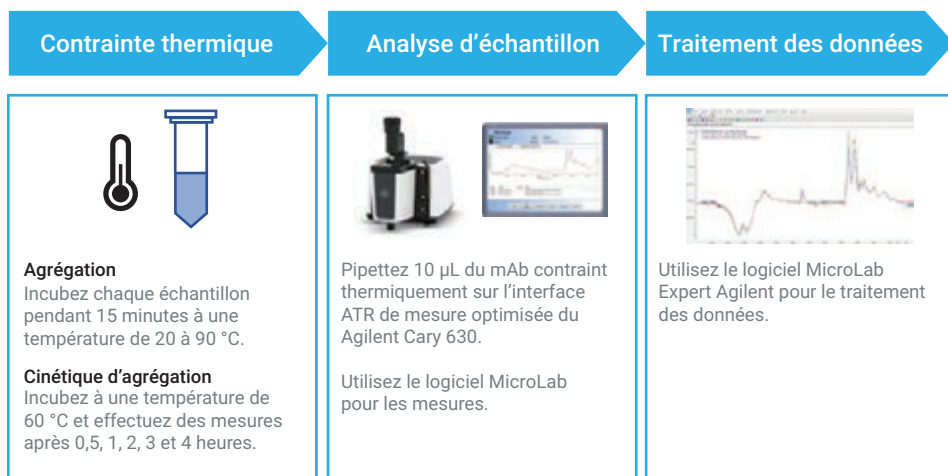 Contrainte thermique
Analyse d’échantillon
Traitement des données
Agrégation
Incubez chaque échantillon
pendant 15 minutes à une
température de 20 à 90 °C.
Cinétique d’agrégation
Incubez à une température de
60 °C et effectuez des mesures
après 0,5, 1, 2, 3 et 4 heures.
Pipettez 10 µL du mAb contraint
thermiquement sur l’interface
ATR de mesure optimisée du
Agilent Cary 630.
Utilisez le logiciel MicroLab
pour les mesures.
Utilisez le logiciel MicroLab
Expert Agilent pour le traitement
des données.